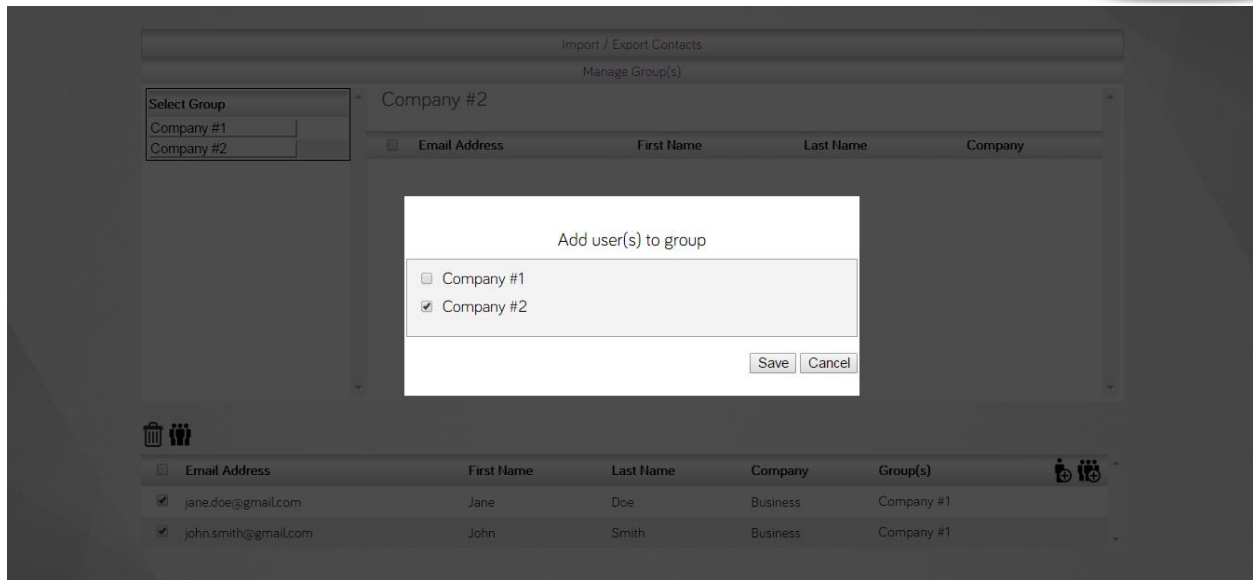 Import / Export Contacts
Manage Group(s)
Select Group
Company #1
Company #2
Company #2
Email Address First Name Last Name Company
Add user(s) to group
Company #1
Company #2
Save Cancel
Email Address First Name Last Name Company Group(s)
jane.doe@gmail.com Jane Doe Business Company #1
john.smith@gmail.com John Smith Business Company #1